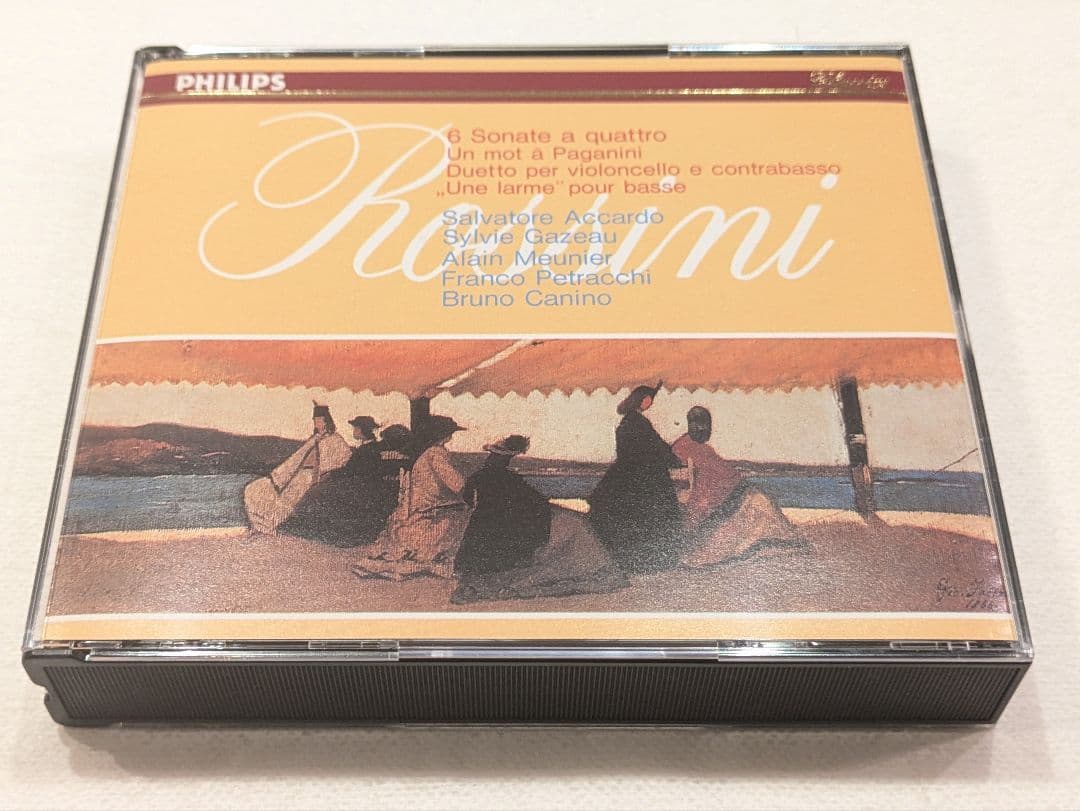 PHILIPS
Rossini
6 Sonate a quattro
Un mot à Paganini
Duetto per violoncello e contrabasso
„Une larme" pour basse
Salvatore Accardo
Sylvie Gazeau
Alain Meunier
Franco Petracchi
Bruno Canino